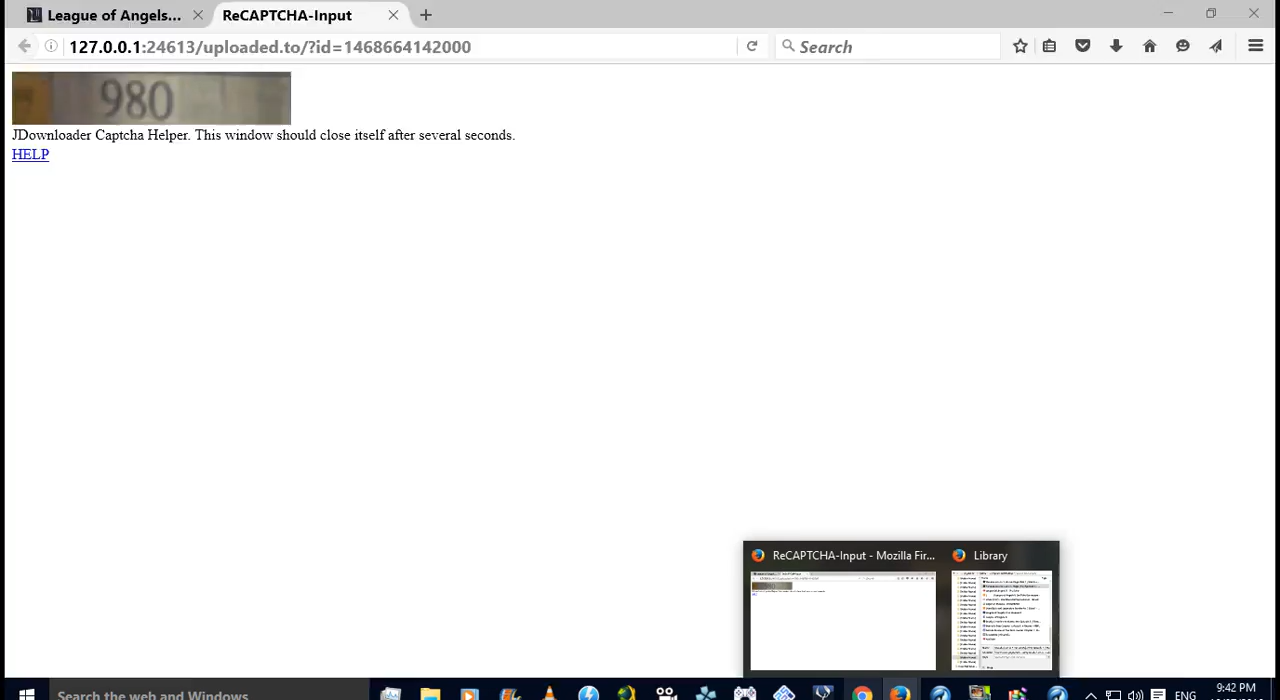 League of Angels...
ReCAPTCHA-Input
127.0.0.1:24613/uploaded.to/?id=1468664142000
Search
980
JDownloader Captcha Helper. This window should close itself after several seconds.
HELP
ReCAPTCHA-Input - Mozilla Fir...
Library
Search the web and Windows
ENG
9:42 PM